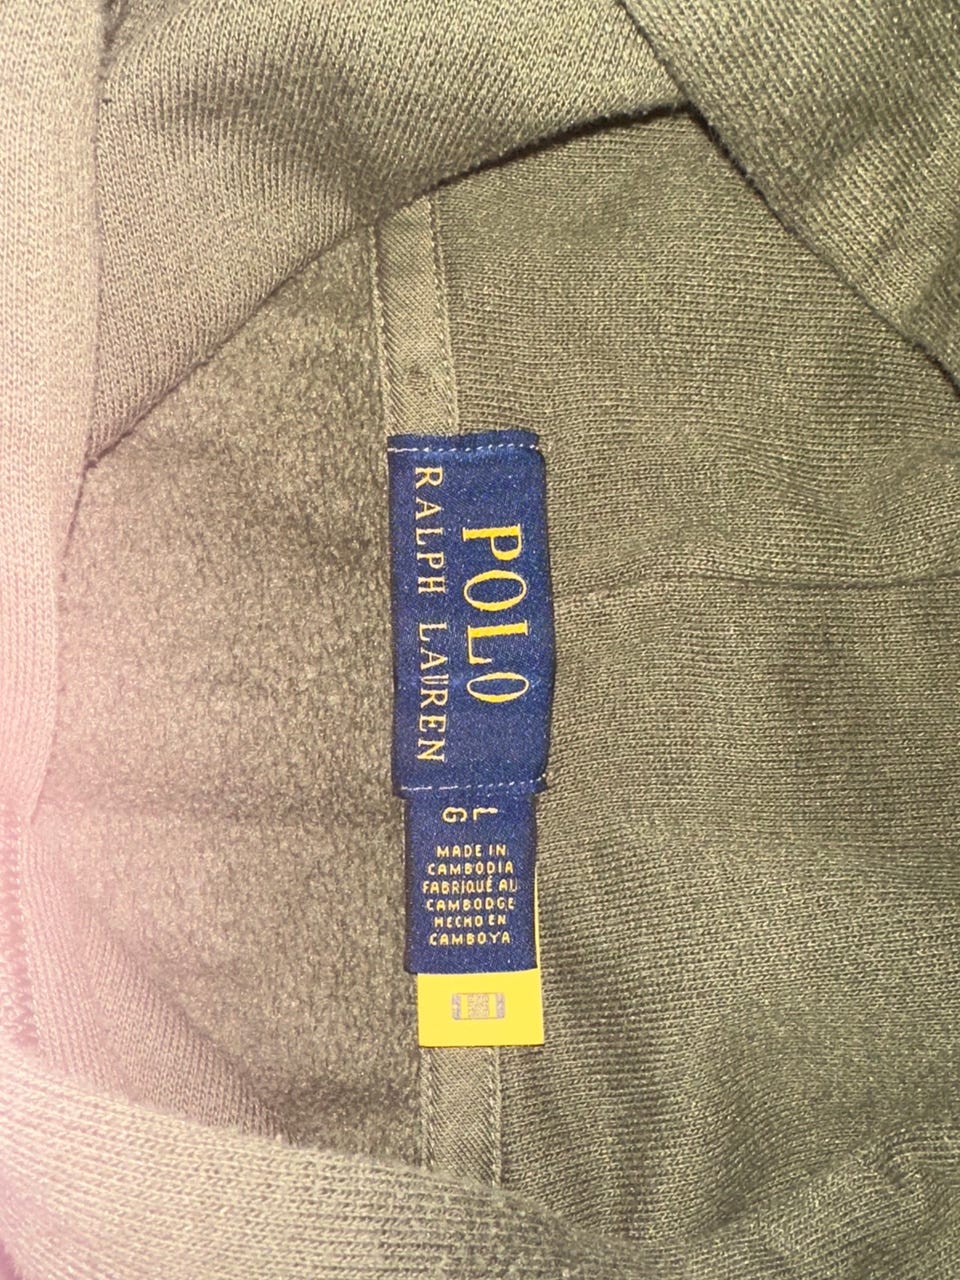 POLO
RALPH LAUREN
L
G
MADE IN
CAMBODIA
FABRIQUÉ AU
CAMBODGE
HECHO EN
CAMBOYA